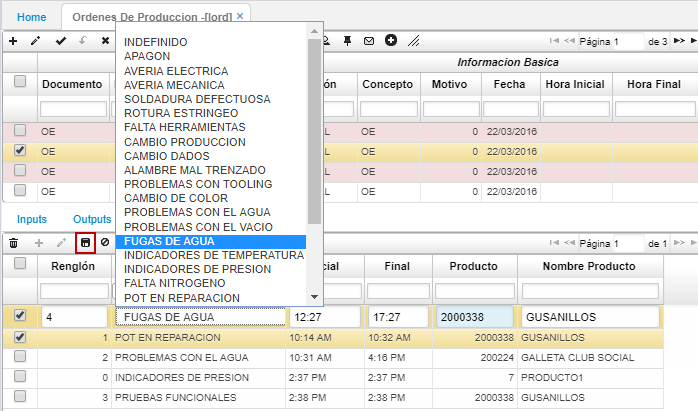 Home
Ordenes De Produccion -[lord] ×
Página 1 de 3
Informacion Basica
Documento Concepto Motivo Fecha Hora Inicial Hora Final
OE L OE 0 22/03/2016
OE L OE 0 22/03/2016
OE L OE 0 22/03/2016
OE L OE 0 22/03/2016
INDEFINIDO
APAGON
AVERIA ELECTRICA
AVERIA MECANICA
SOLDADURA DEFECTUOSA
ROTURA ESTRINGEO
FALTA HERRAMIENTAS
CAMBIO PRODUCCION
CAMBIO DADOS
ALAMBRE MAL TRENZADO
PROBLEMAS CON TOOLING
CAMBIO DE COLOR
PROBLEMAS CON EL AGUA
PROBLEMAS CON EL VACIO
FUGAS DE AGUA
INDICADORES DE TEMPERATURA
INDICADORES DE PRESION
FALTA NITROGENO
POT EN REPARACION
Inputs Outputs
Página 1 de 1
Renglón cial Final Producto Nombre Producto
4 FUGAS DE AGUA 12:27 17:27 2000338 GUSANILLOS
1 POT EN REPARACION 10:14 AM 10:32 AM 2000338 GUSANILLOS
2 PROBLEMAS CON EL AGUA 10:31 AM 4:16 PM 200224 GALLETA CLUB SOCIAL
0 INDICADORES DE PRESION 2:37 PM 2:37 PM 7 PRODUCTO1
3 PRUEBAS FUNCIONALES 2:38 PM 2:38 PM 2000338 GUSANILLOS